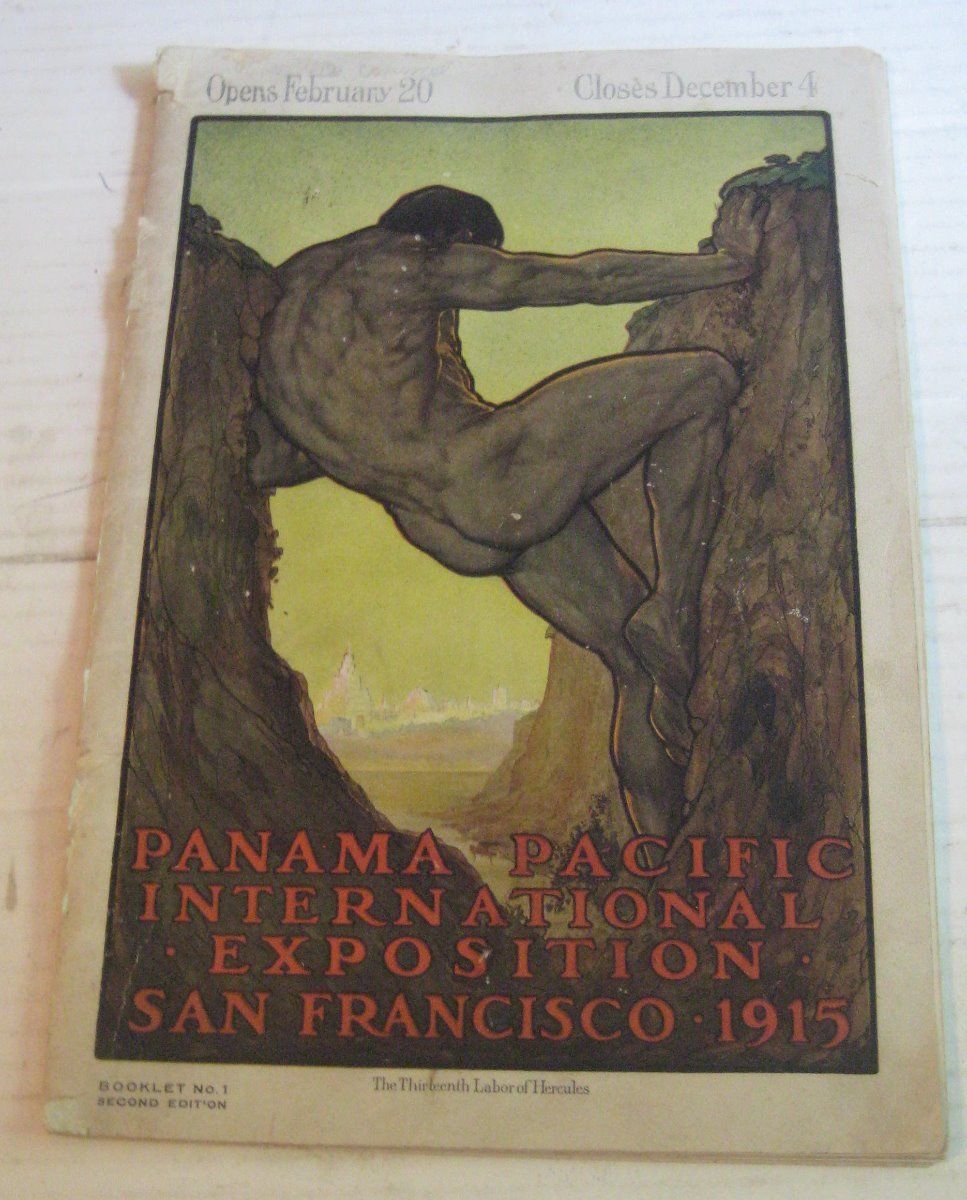 Opens February 20 Closes December 4
PANAMA PACIFIC
INTERNATIONAL
· EXPOSITION ·
SAN FRANCISCO · 1915
BOOKLET No. 1
SECOND EDITION
The Thirteenth Labor of Hercules